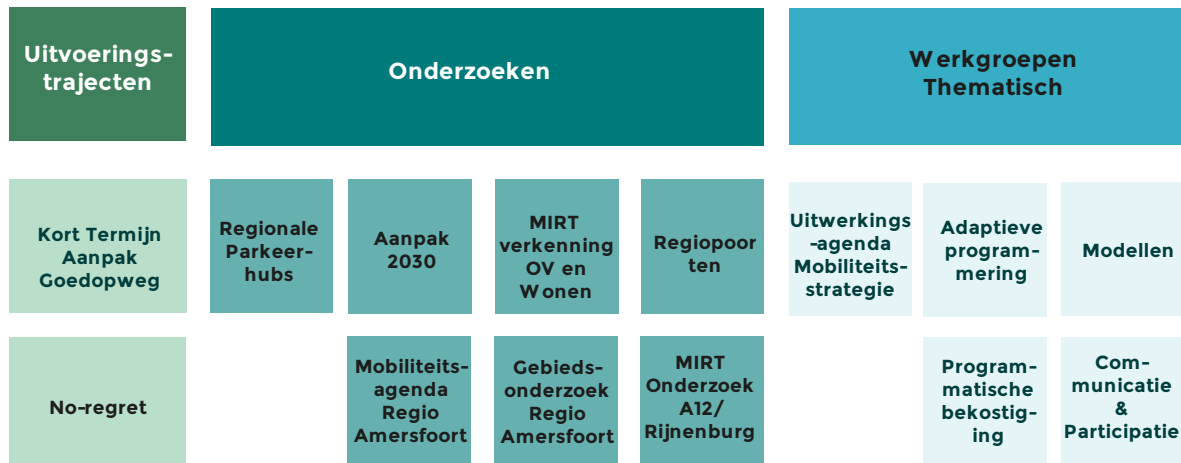 Uitvoerings-
trajecten
Onderzoeken
Werkgroepen
Thematisch
Kort Termijn
Aanpak
Goedopweg
Regionale
Parkeer-
hubs
Aanpak
2030
MIRT
verkenning
OV en
Wonen
Regiopoor
ten
Uitwerkings
-agenda
Mobiliteits-
strategie
Adaptieve
program-
mering
Modellen
No-regret
Mobiliteits-
agenda
Regio
Amersfoort
Gebieds-
onderzoek
Regio
Amersfoort
MIRT
Onderzoek
A12/
Rijnenburg
Program-
matische
bekostig-
ing
Com-
municatie
&
Participatie